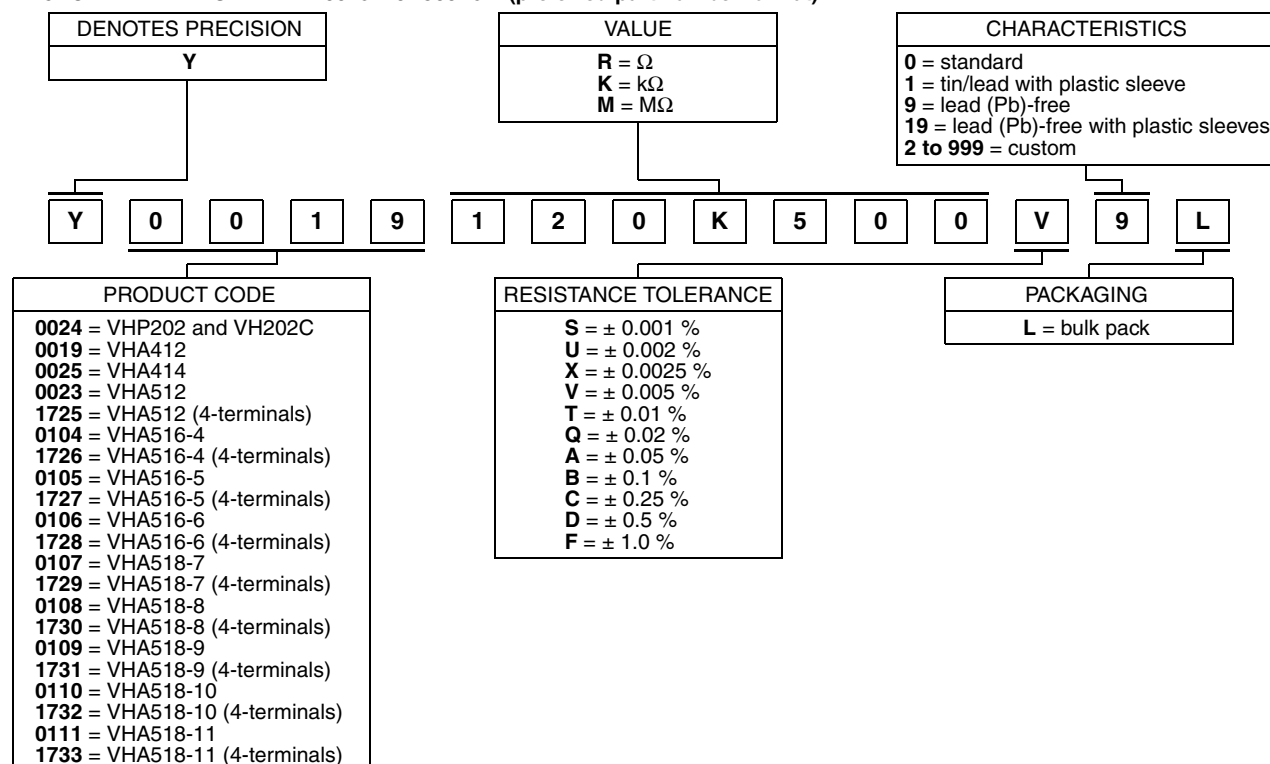 DENOTES PRECISION
Y
VALUE
R = Ω
K = kΩ
M = MΩ
CHARACTERISTICS
0 = standard
1 = tin/lead with plastic sleeve
9 = lead (Pb)-free
19 = lead (Pb)-free with plastic sleeves
2 to 999 = custom
Y 0 0 1 9 1 2 0 K 5 0 0 V 9 L
PRODUCT CODE
0024 = VHP202 and VH202C
0019 = VHA412
0025 = VHA414
0023 = VHA512
1725 = VHA512 (4-terminals)
0104 = VHA516-4
1726 = VHA516-4 (4-terminals)
0105 = VHA516-5
1727 = VHA516-5 (4-terminals)
0106 = VHA516-6
1728 = VHA516-6 (4-terminals)
0107 = VHA518-7
1729 = VHA518-7 (4-terminals)
0108 = VHA518-8
1730 = VHA518-8 (4-terminals)
0109 = VHA518-9
1731 = VHA518-9 (4-terminals)
0110 = VHA518-10
1732 = VHA518-10 (4-terminals)
0111 = VHA518-11
1733 = VHA518-11 (4-terminals)
RESISTANCE TOLERANCE
S = ± 0.001 %
U = ± 0.002 %
X = ± 0.0025 %
V = ± 0.005 %
T = ± 0.01 %
Q = ± 0.02 %
A = ± 0.05 %
B = ± 0.1 %
C = ± 0.25 %
D = ± 0.5 %
F = ± 1.0 %
PACKAGING
L = bulk pack